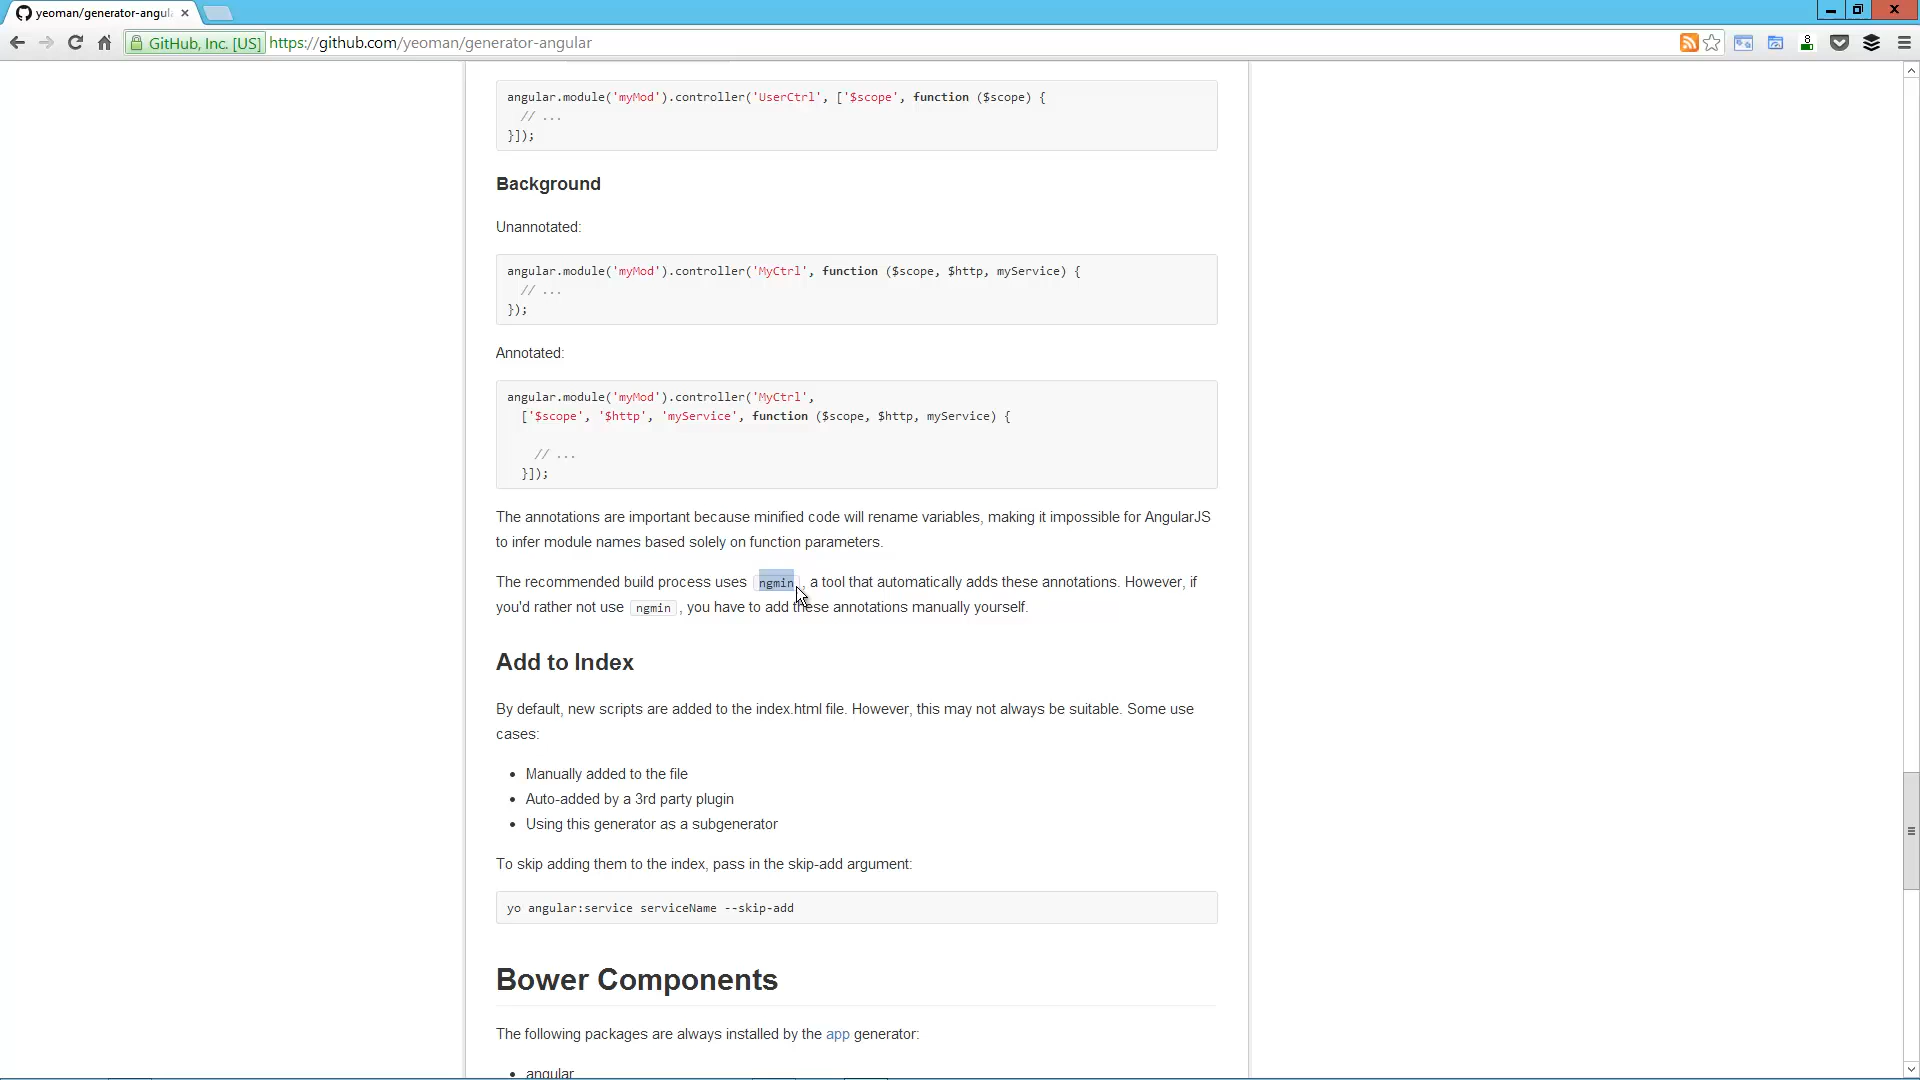 yeoman/generator-angul
GitHub, Inc. [US] https://github.com/yeoman/generator-angular
8
angular.module('myMod').controller('UserCtrl', ['$scope', function ($scope) {
// ...
}]);
Background
Unannotated:
angular.module('myMod').controller('MyCtrl', function ($scope, $http, myService) {
// ...
});
Annotated:
angular.module('myMod').controller('MyCtrl',
['$scope', '$http', 'myService', function ($scope, $http, myService) {
// ...
}]);
The annotations are important because minified code will rename variables, making it impossible for AngularJS
to infer module names based solely on function parameters.
The recommended build process uses ngmin, a tool that automatically adds these annotations. However, if
you'd rather not use ngmin, you have to add these annotations manually yourself.
Add to Index
By default, new scripts are added to the index.html file. However, this may not always be suitable. Some use
cases:
• Manually added to the file
• Auto-added by a 3rd party plugin
• Using this generator as a subgenerator
To skip adding them to the index, pass in the skip-add argument:
yo angular:service serviceName --skip-add
Bower Components
The following packages are always installed by the app generator:
• angular